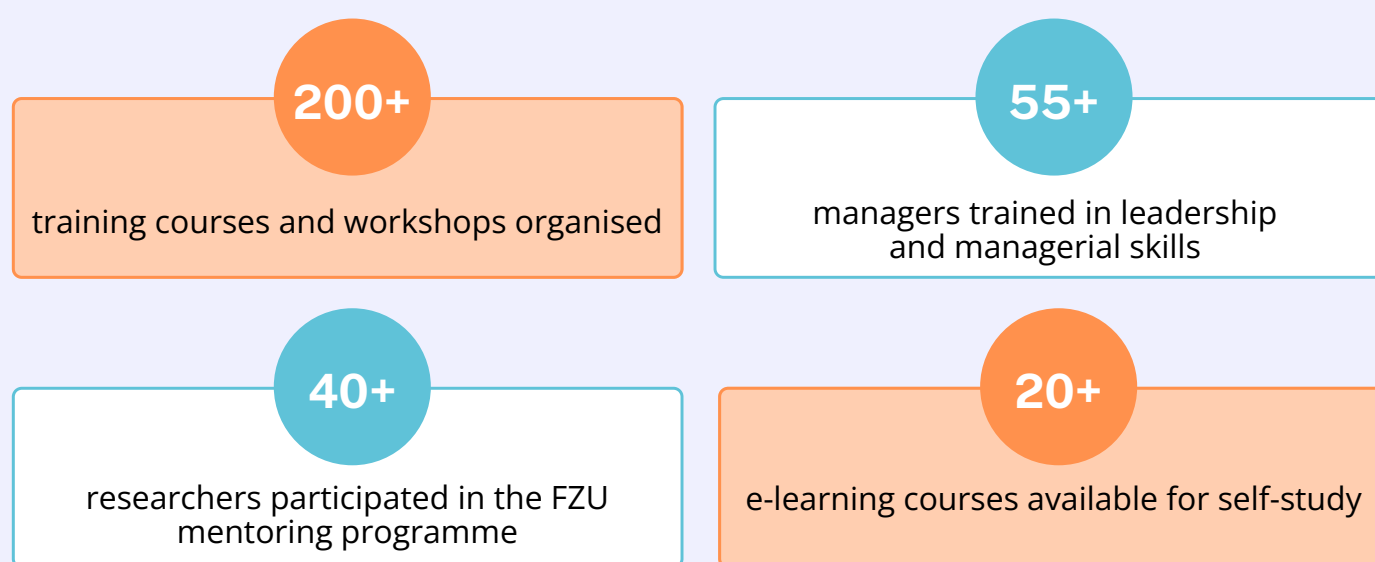 200+
training courses and workshops organised
55+
managers trained in leadership
and managerial skills
40+
researchers participated in the FZU
mentoring programme
20+
e-learning courses available for self-study